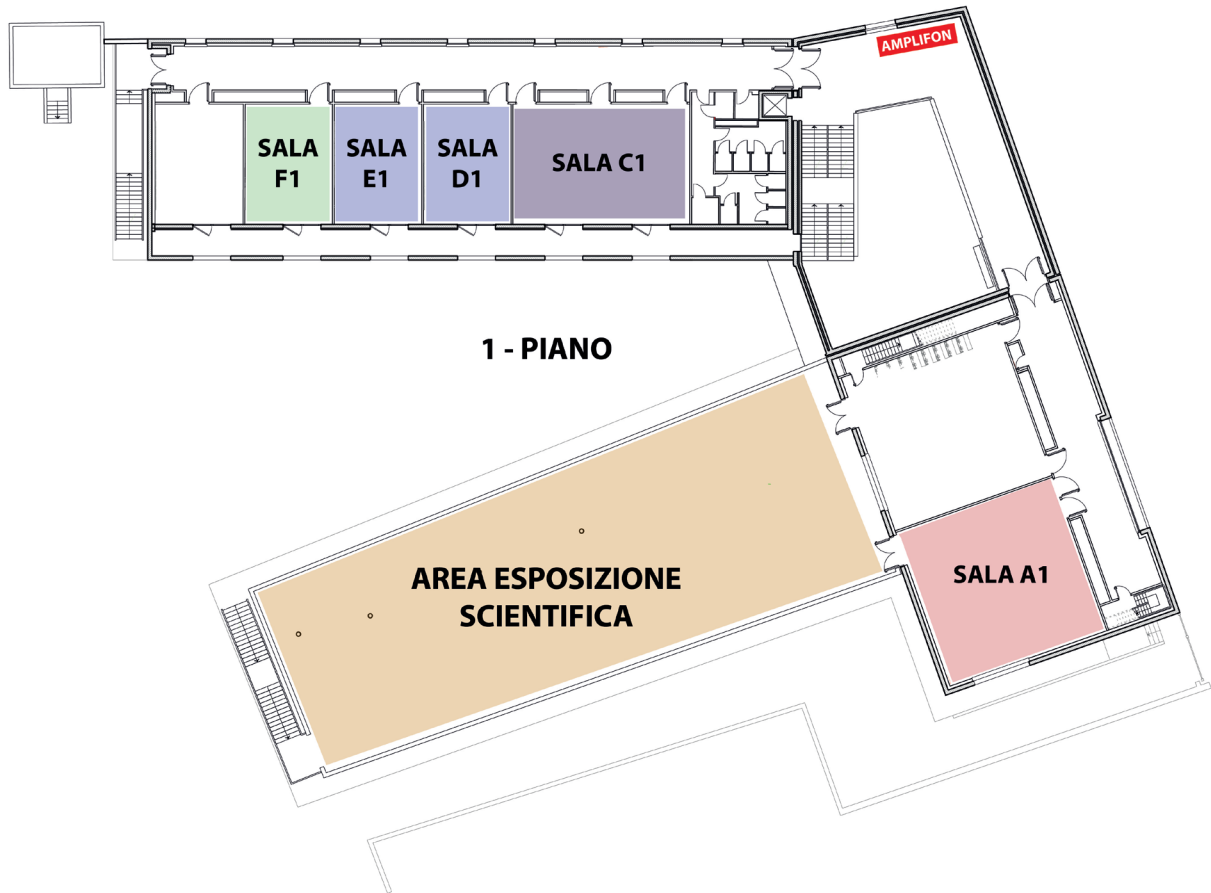 AMPLIFON
SALA
F1
SALA
E1
SALA
D1
SALA C1
1 - PIANO
AREA ESPOSIZIONE
SCIENTIFICA
SALA A1